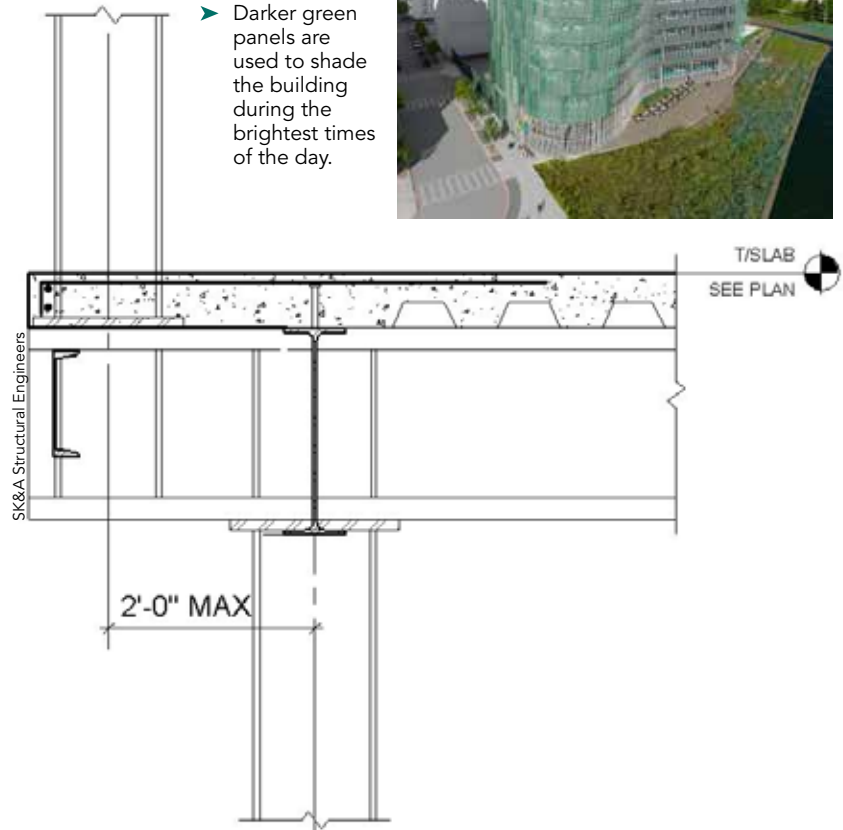 ➤ Darker green
panels are
used to shade
the building
during the
brightest times
of the day.
T/SLAB
SEE PLAN
SK&A Structural Engineers
2'-0" MAX